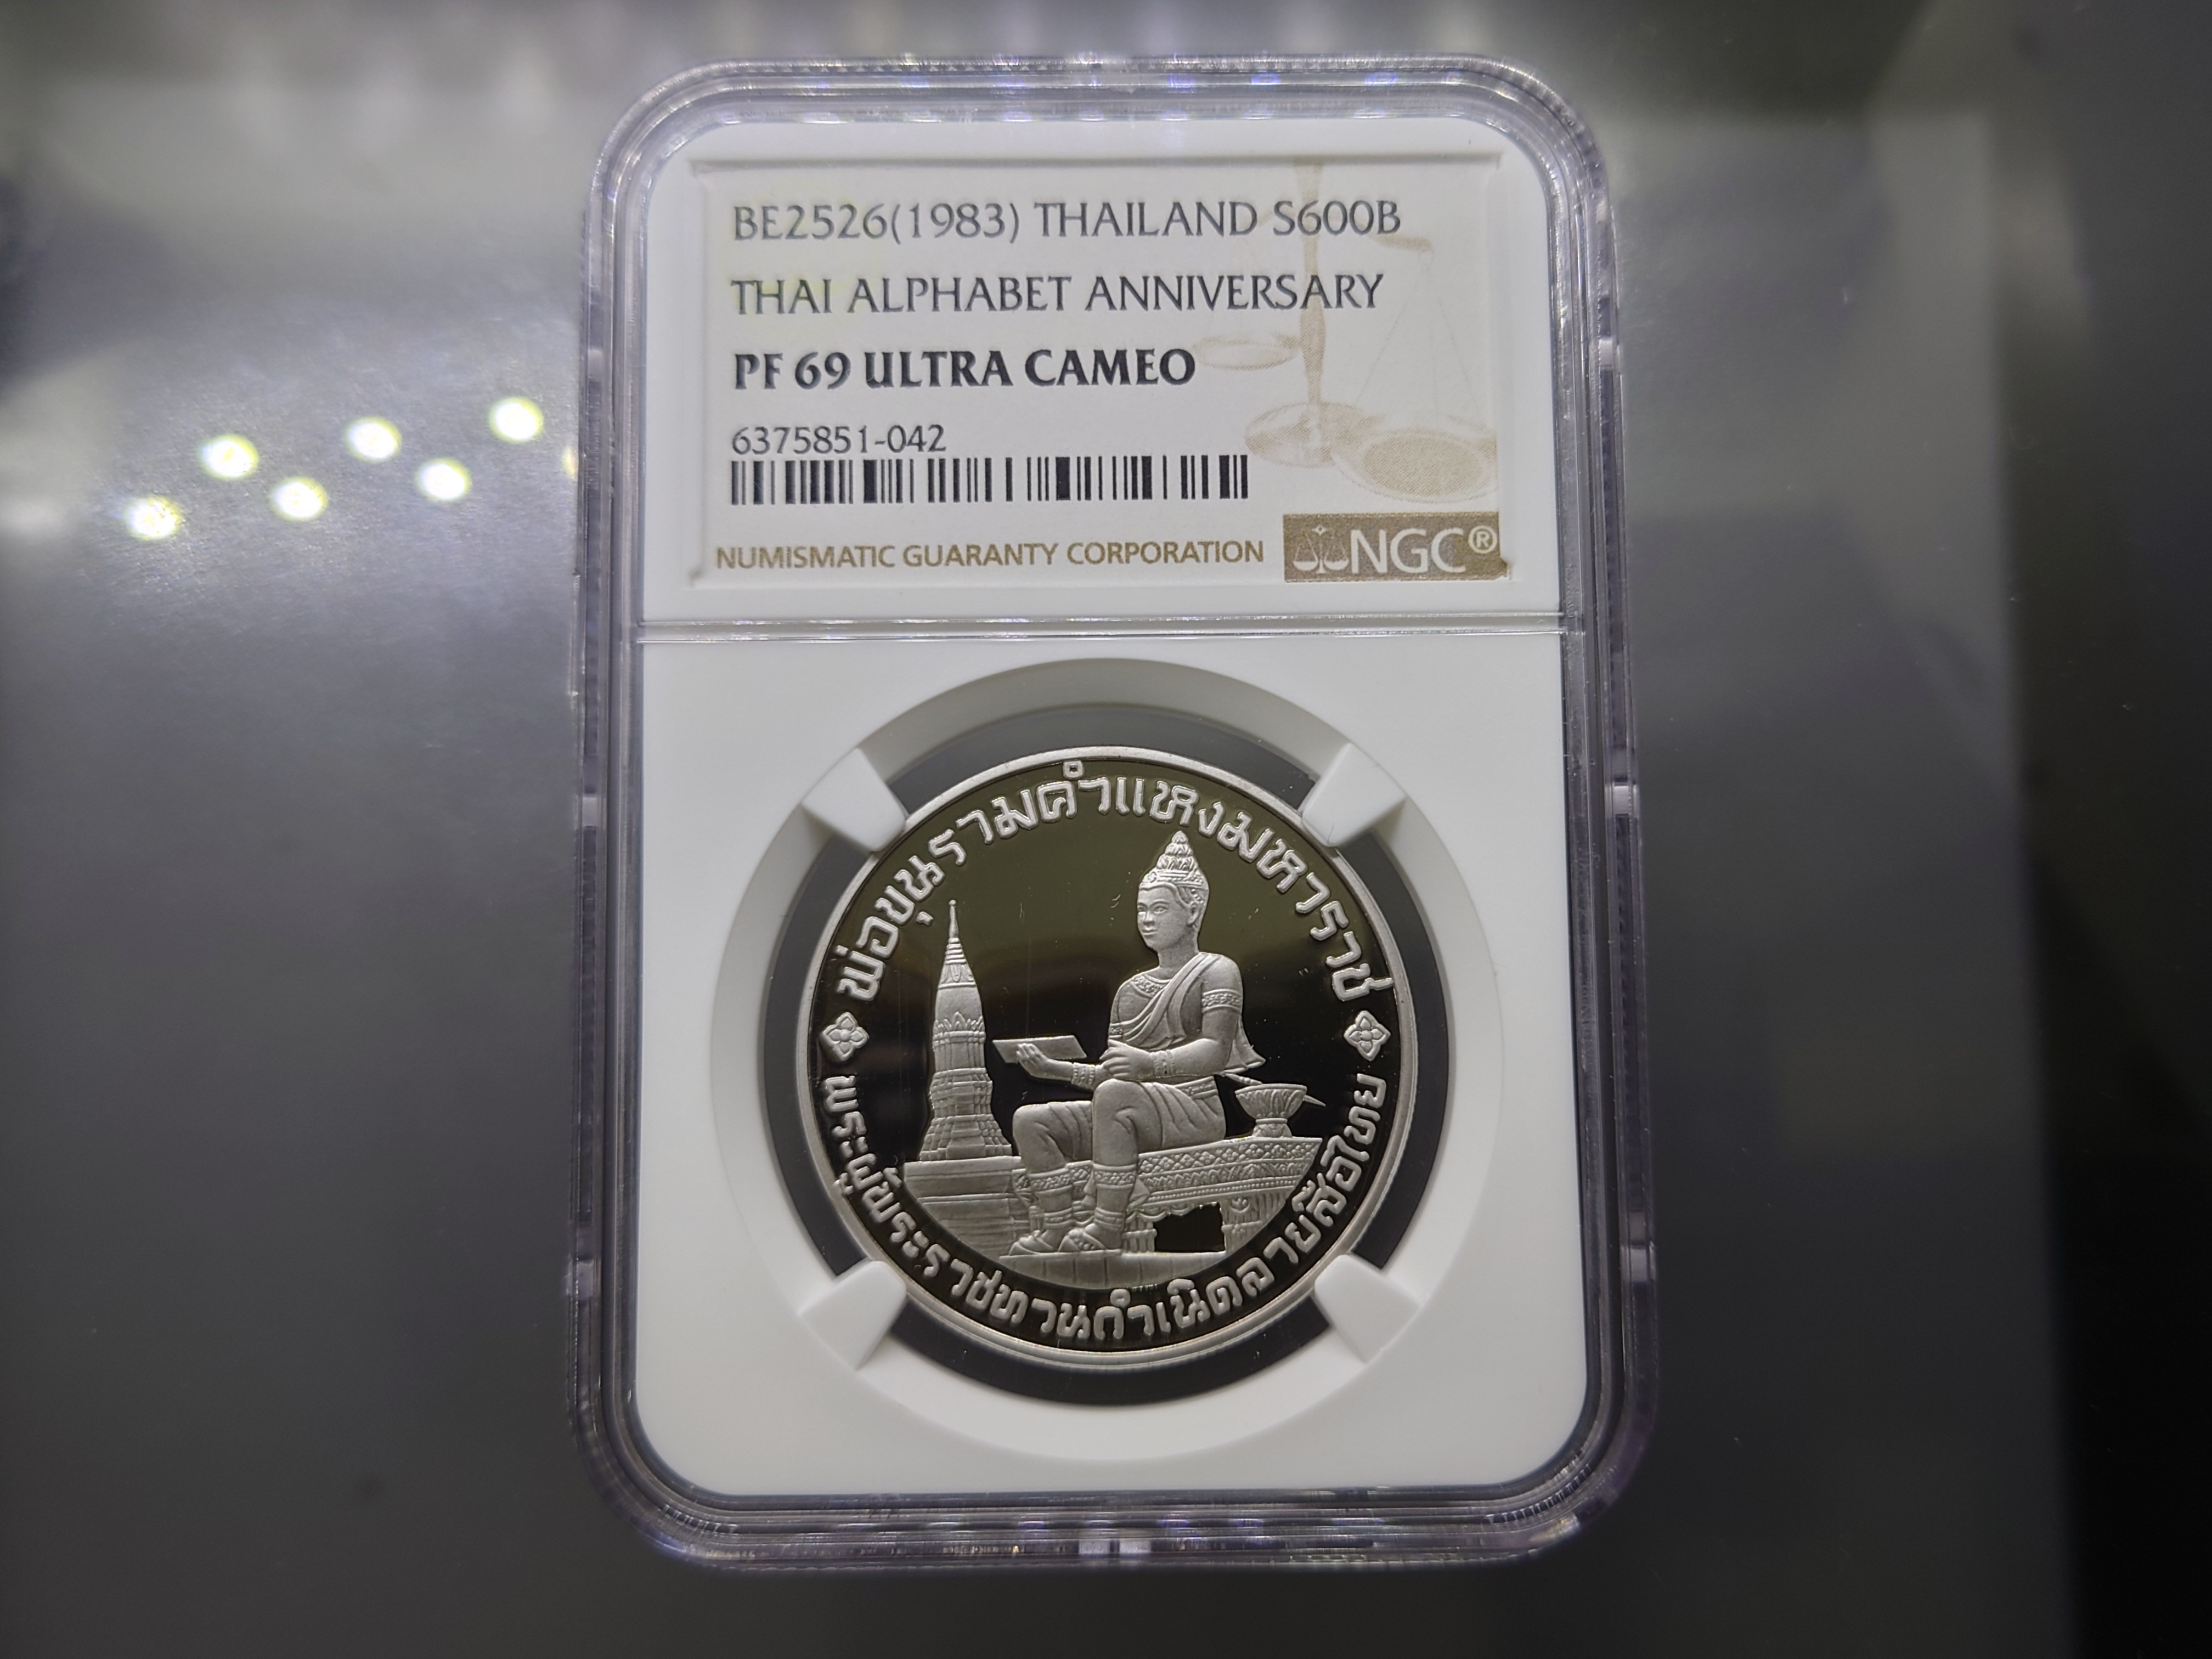 BE2526(1983) THAILAND S600B
THAI ALPHABET ANNIVERSARY
PF 69 ULTRA CAMEO
6375851-042
NUMISMATIC GUARANTY CORPORATION
NGC®
พ่อขุนรามคำแหงมหาราช
พระผู้พระราชทานกำเนิดลายสือไทย